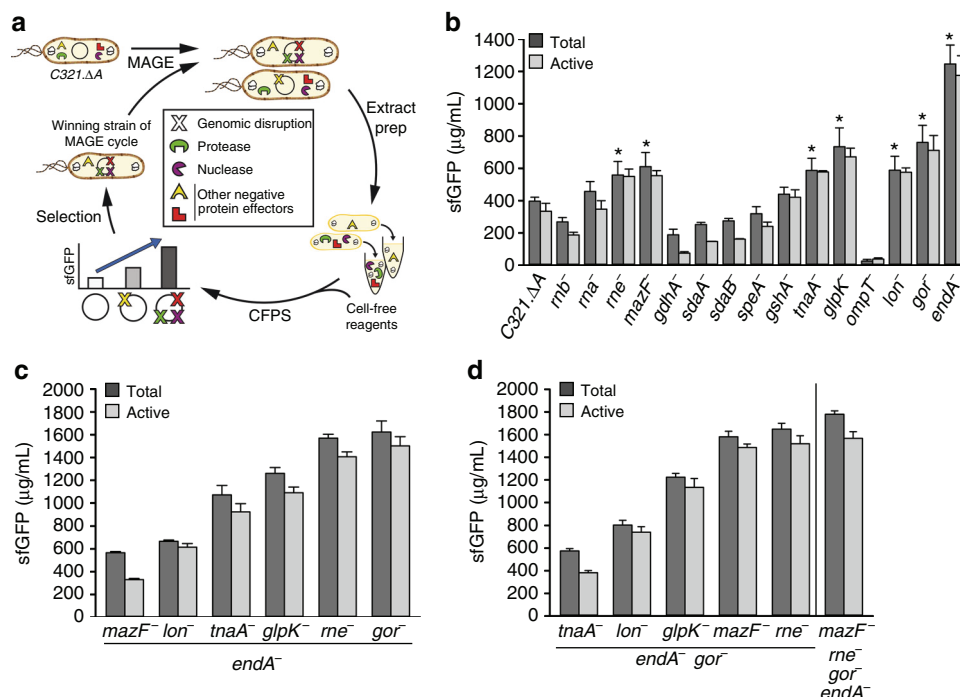 a
C321.ΔA
MAGE
Extract
prep
Winning strain of
MAGE cycle
Genomic disruption
Protease
Nuclease
Other negative
protein effectors
Selection
sfGFP
CFPS
Cell-free
reagents
b
Total
Active
sfGFP (μg/mL)
1400
1200
1000
800
600
400
200
0
* * * * * * *
C321.ΔA
rnb⁻
rna⁻
rne⁻
mazF⁻
gdhA⁻
sdaA⁻
sdaB⁻
speA⁻
gshA⁻
tnaA⁻
glpK⁻
ompT⁻
lon⁻
gor⁻
endA⁻
c
Total
Active
sfGFP (μg/mL)
2000
1800
1600
1400
1200
1000
800
600
400
200
0
mazF⁻ lon⁻ tnaA⁻ glpK⁻ rne⁻ gor⁻
endA⁻
d
Total
Active
sfGFP (μg/mL)
2000
1800
1600
1400
1200
1000
800
600
400
200
0
tnaA⁻ lon⁻ glpK⁻ mazF⁻ rne⁻ mazF⁻
endA⁻ gor⁻
rne⁻
gor⁻
endA⁻